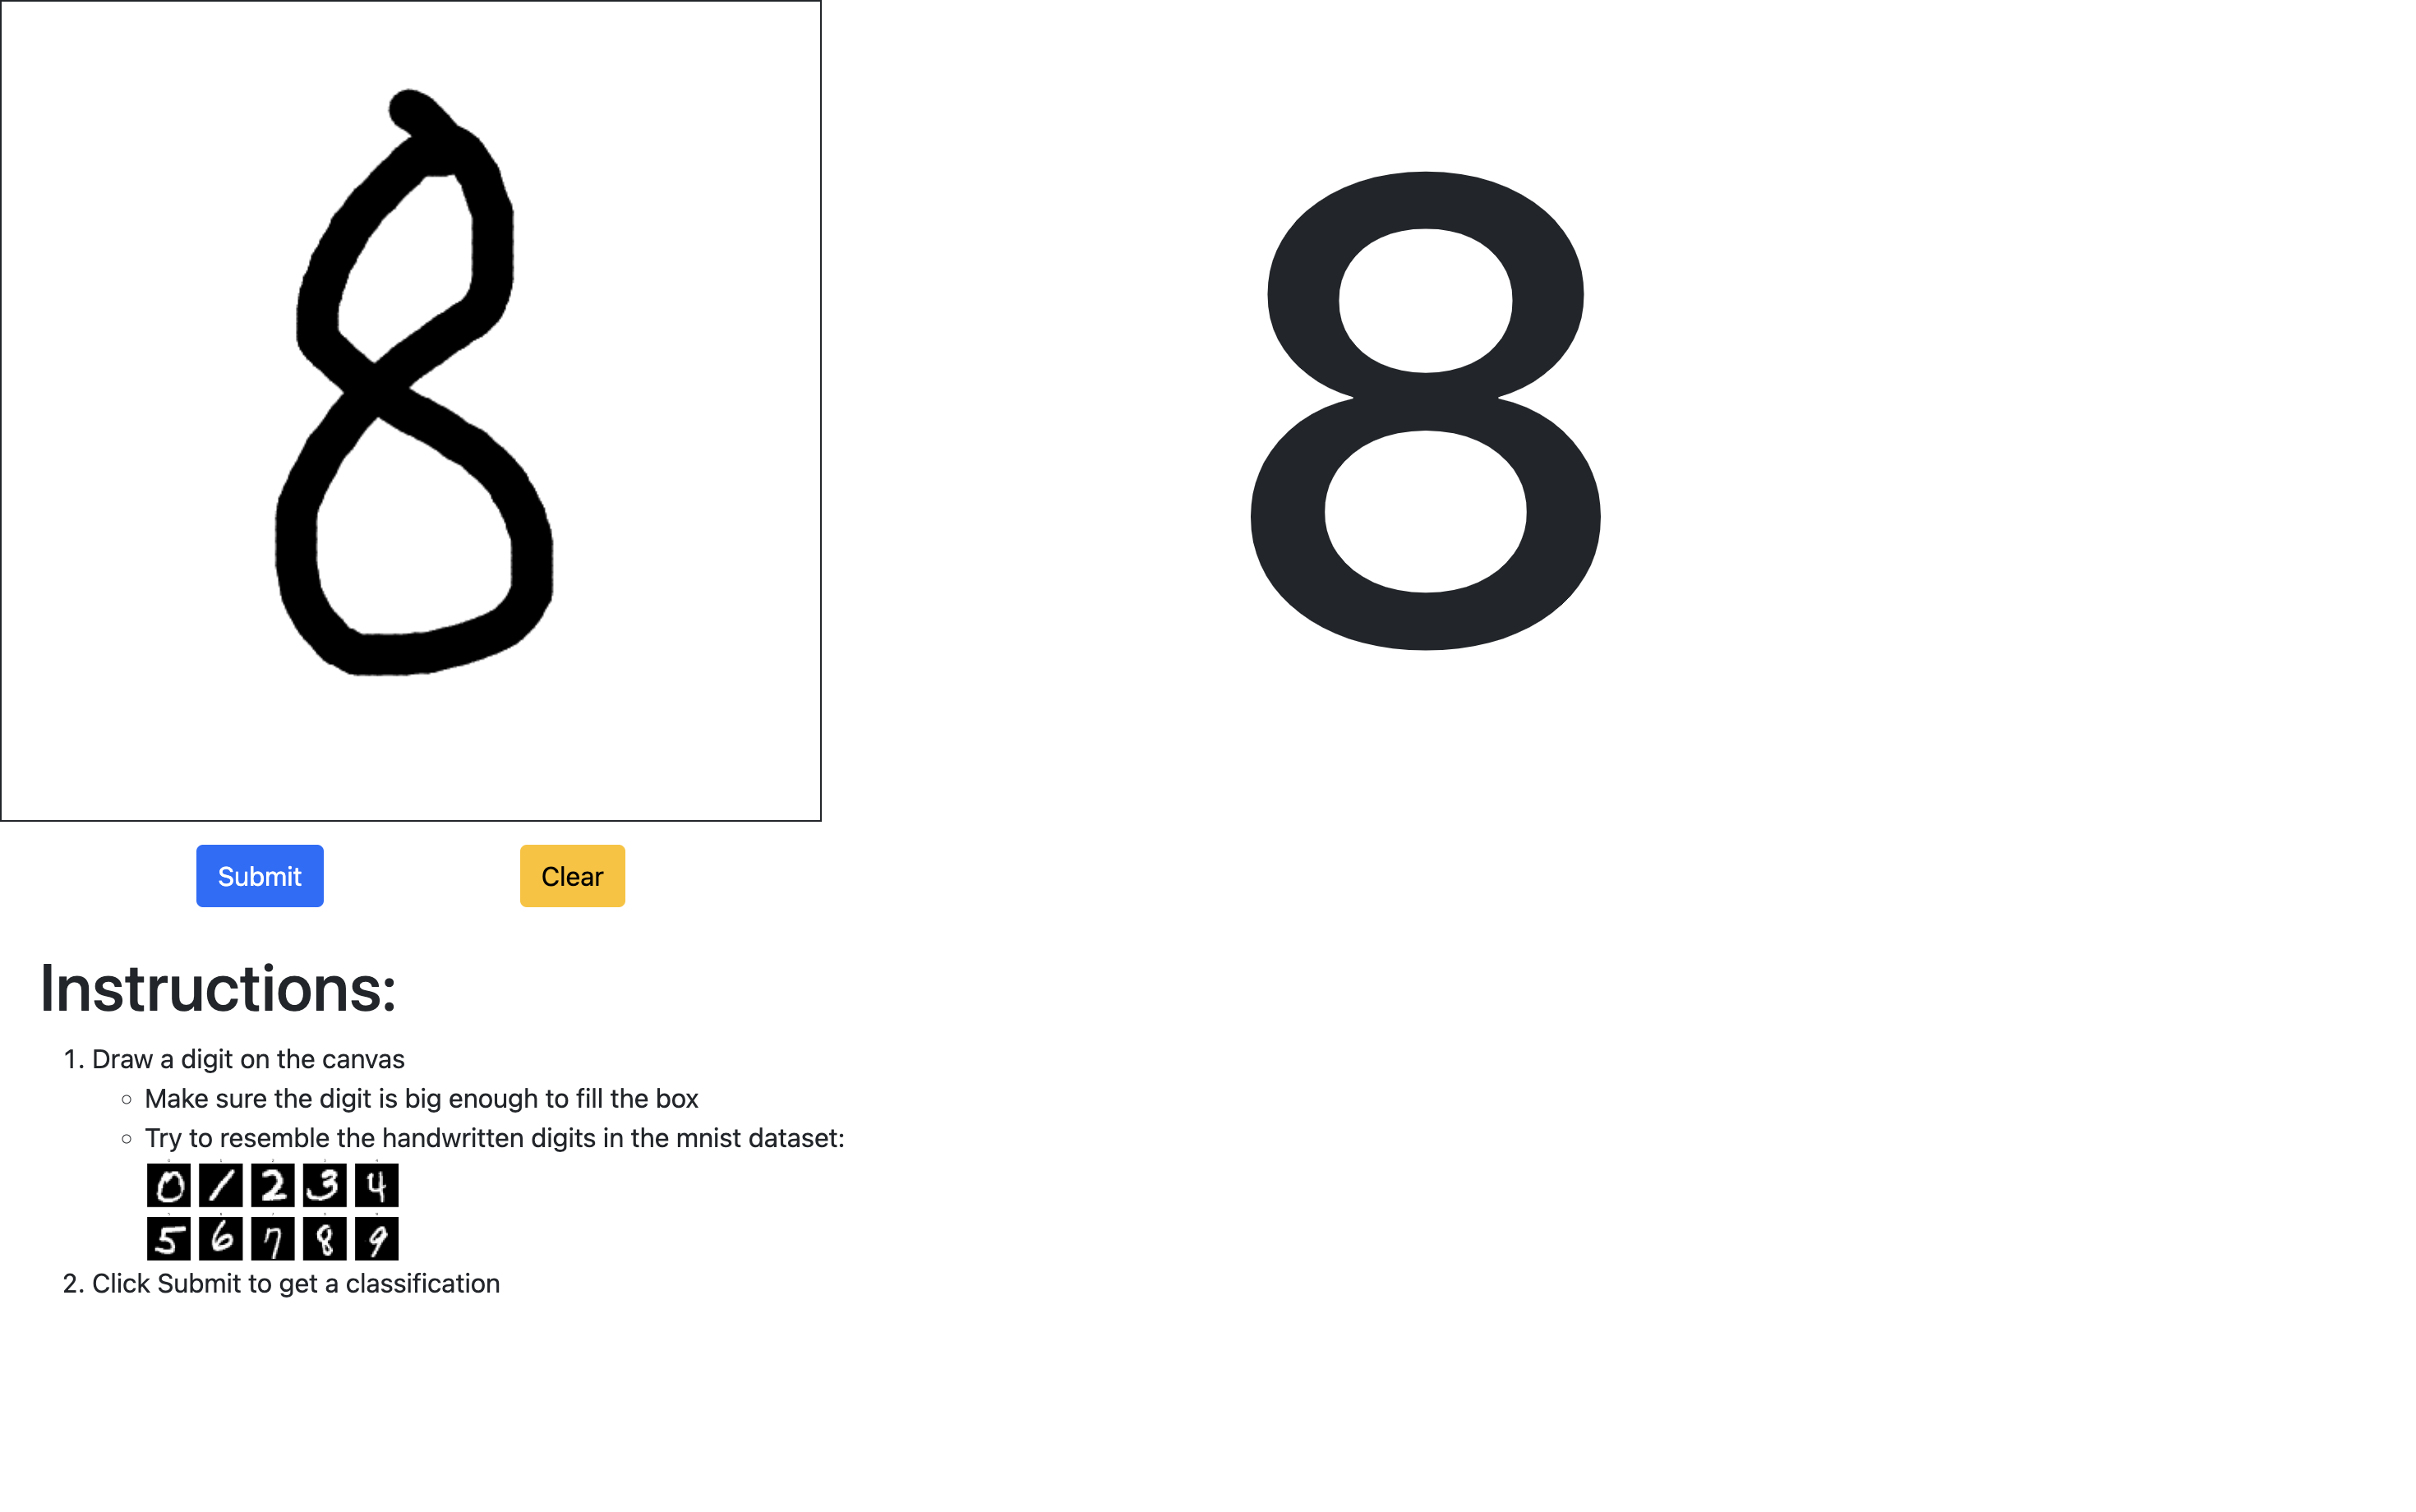 8
8
Submit Clear
Instructions:
1. Draw a digit on the canvas
○ Make sure the digit is big enough to fill the box
○ Try to resemble the handwritten digits in the mnist dataset:
0 1 2 3 4
5 6 7 8 9
2. Click Submit to get a classification